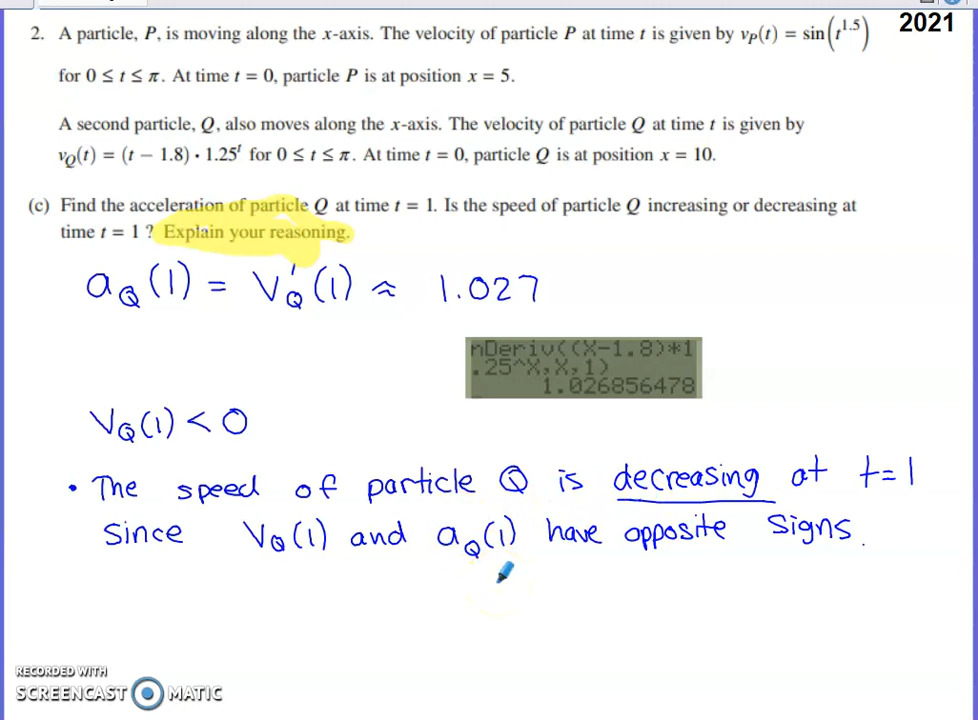 2021
2. A particle, P, is moving along the x-axis. The velocity of particle P at time t is given by v_P(t) = sin(t^1.5)
for 0 ≤ t ≤ π. At time t = 0, particle P is at position x = 5.
A second particle, Q, also moves along the x-axis. The velocity of particle Q at time t is given by
v_Q(t) = (t − 1.8) · 1.25^t for 0 ≤ t ≤ π. At time t = 0, particle Q is at position x = 10.
(c) Find the acceleration of particle Q at time t = 1. Is the speed of particle Q increasing or decreasing at
time t = 1 ? Explain your reasoning.
a_Q(1) = V_Q'(1) ≈ 1.027
nDeriv((X-1.8)*1
.25^X,X,1)
1.026856478
V_Q(1) < 0
• The speed of particle Q is decreasing at t=1
since V_Q(1) and a_Q(1) have opposite signs.
RECORDED WITH
SCREENCAST MATIC